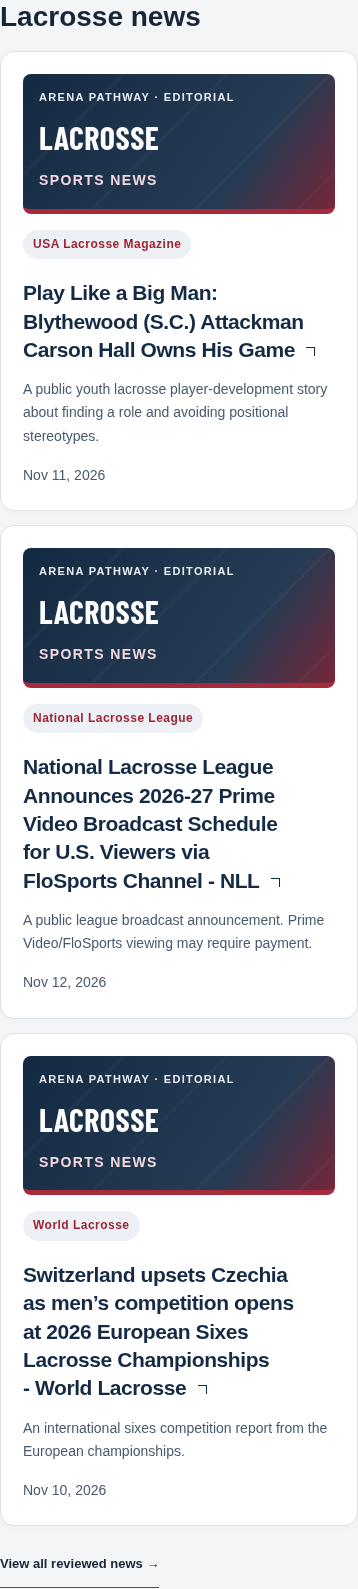 Lacrosse news
ARENA PATHWAY · EDITORIAL
LACROSSE
SPORTS NEWS
USA Lacrosse Magazine
Play Like a Big Man:
Blythewood (S.C.) Attackman
Carson Hall Owns His Game
A public youth lacrosse player-development story
about finding a role and avoiding positional
stereotypes.
Nov 11, 2026
ARENA PATHWAY · EDITORIAL
LACROSSE
SPORTS NEWS
National Lacrosse League
National Lacrosse League
Announces 2026-27 Prime
Video Broadcast Schedule
for U.S. Viewers via
FloSports Channel - NLL
A public league broadcast announcement. Prime
Video/FloSports viewing may require payment.
Nov 12, 2026
ARENA PATHWAY · EDITORIAL
LACROSSE
SPORTS NEWS
World Lacrosse
Switzerland upsets Czechia
as men’s competition opens
at 2026 European Sixes
Lacrosse Championships
- World Lacrosse
An international sixes competition report from the
European championships.
Nov 10, 2026
View all reviewed news →